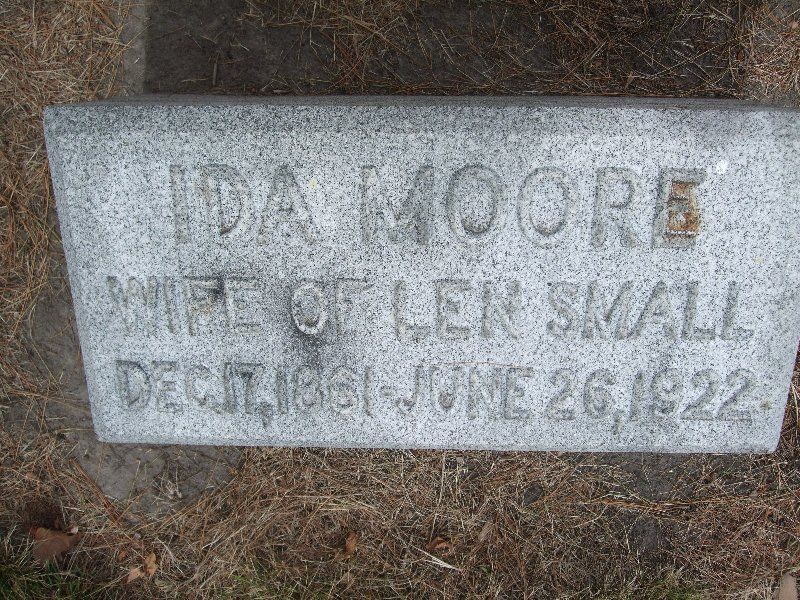 IDA MOORE
WIFE OF LEN SMALL
DEC. 17, 1861 - JUNE 26, 1922